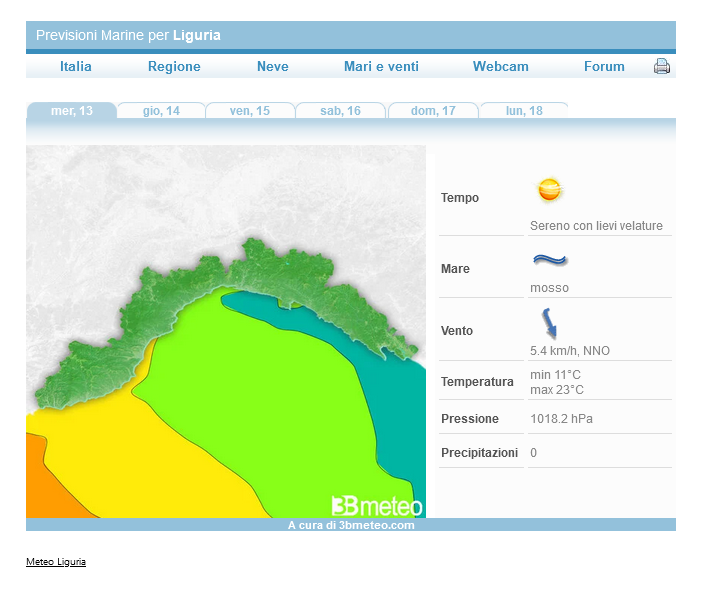 Previsioni Marine per Liguria
Italia Regione Neve Mari e venti Webcam Forum
mer, 13 gio, 14 ven, 15 sab, 16 dom, 17 lun, 18
Tempo
Sereno con lievi velature
Mare
mosso
Vento
5.4 km/h, NNO
Temperatura
min 11°C
max 23°C
Pressione 1018.2 hPa
Precipitazioni 0
3Bmeteo
A cura di 3bmeteo.com
Meteo Liguria